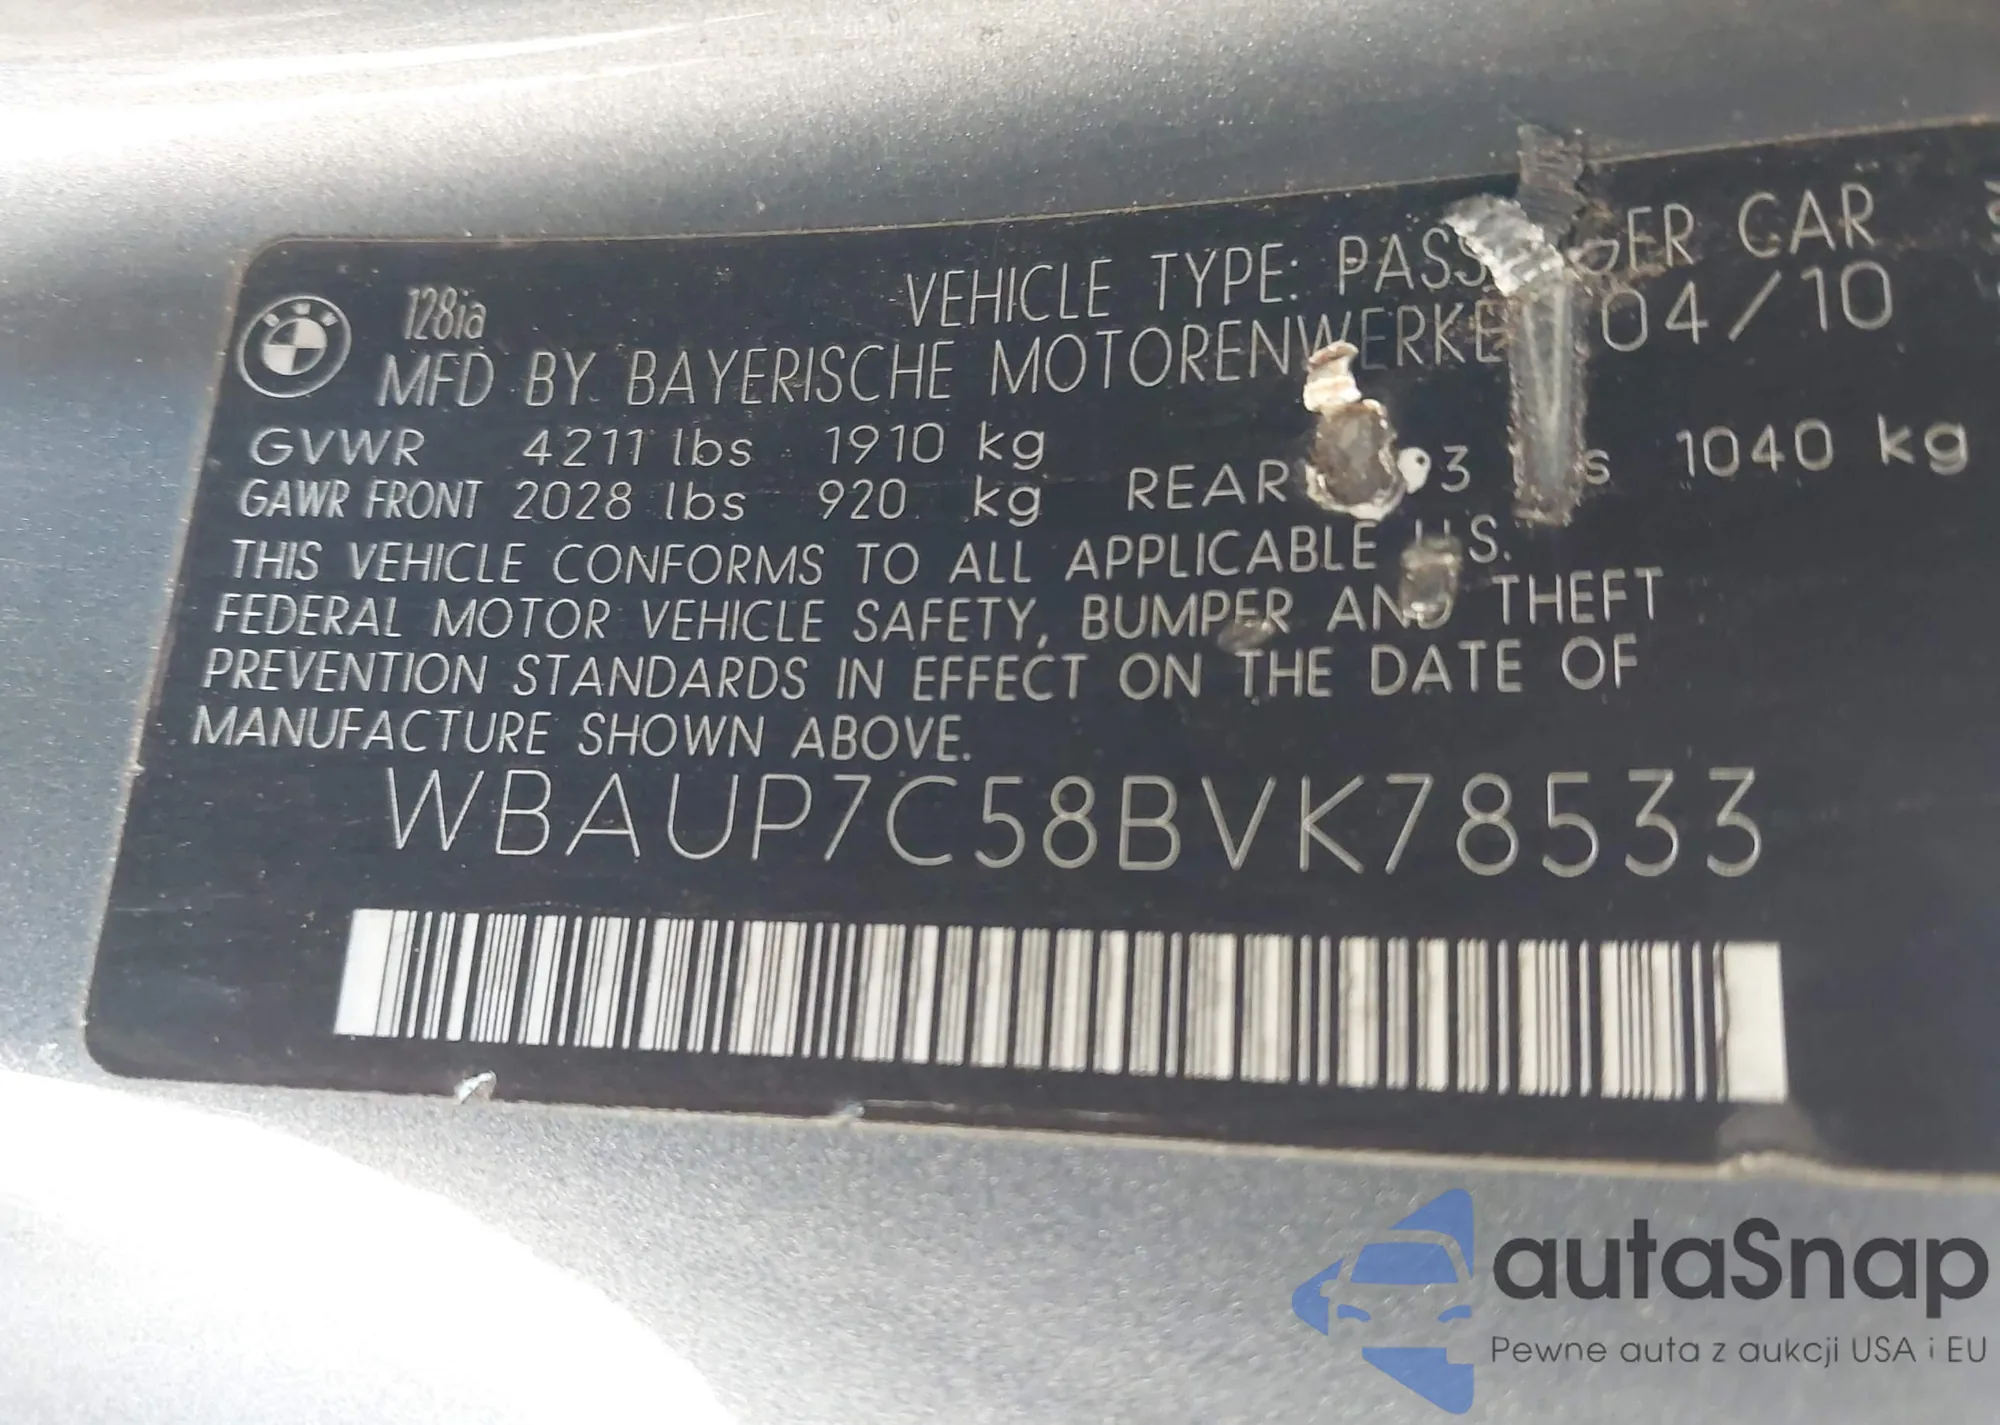 128ia
VEHICLE TYPE: PASSENGER CAR
MFD BY BAYERISCHE MOTORENWERKE 04/10
GVWR 4211 lbs 1910 kg
GAWR FRONT 2028 lbs 920 kg REAR 1040 kg
THIS VEHICLE CONFORMS TO ALL APPLICABLE U.S.
FEDERAL MOTOR VEHICLE SAFETY, BUMPER AND THEFT
PREVENTION STANDARDS IN EFFECT ON THE DATE OF
MANUFACTURE SHOWN ABOVE.
WBAUP7C58BVK78533
autaSnap
Pewne auta z aukcji USA i EU